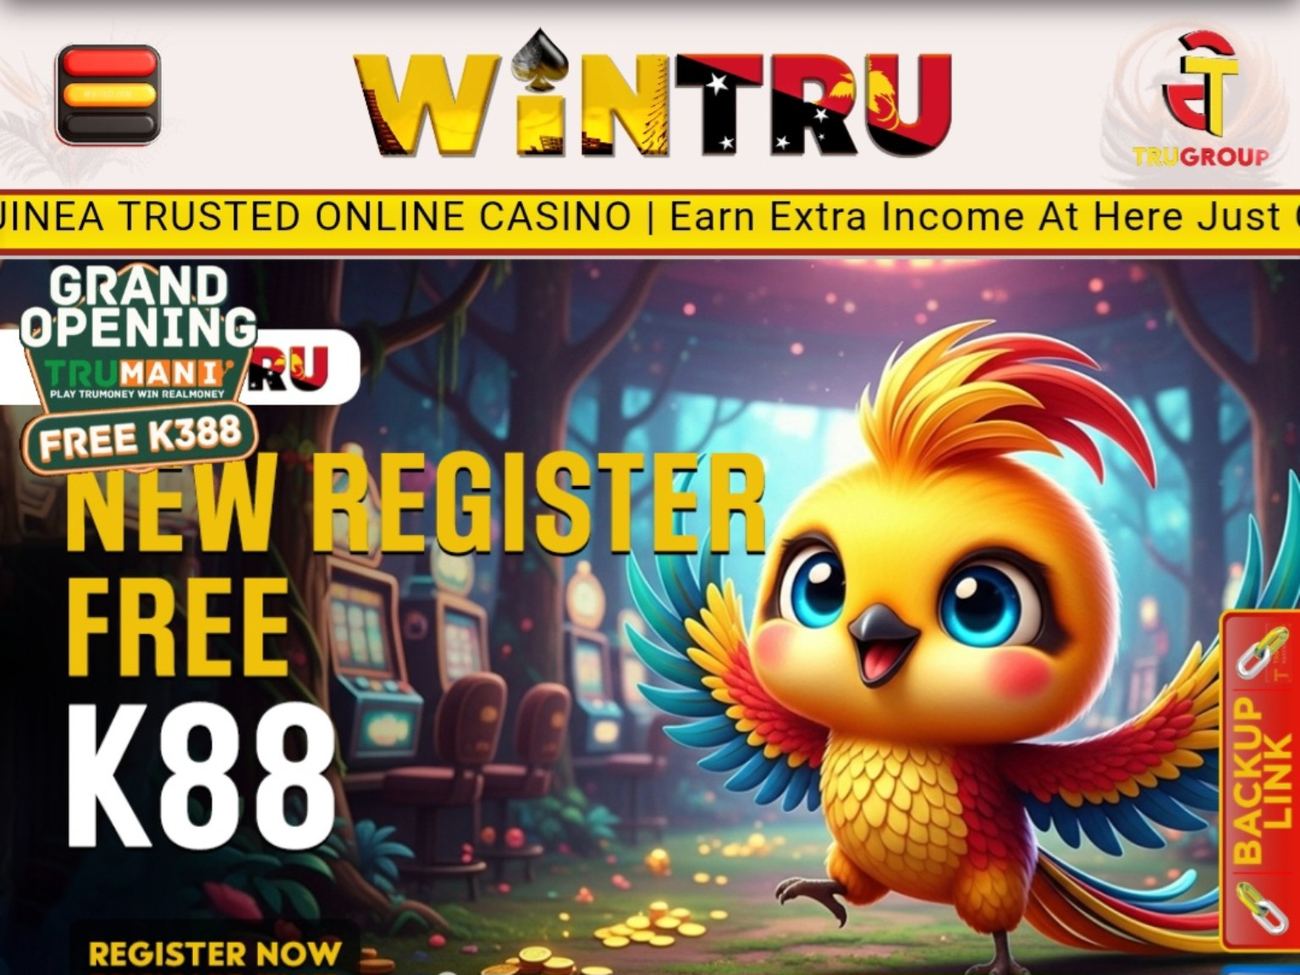 WiNTRU
TRUGROUP
UINEA TRUSTED ONLINE CASINO | Earn Extra Income At Here Just
GRAND
OPENING
TRUMANI
RU
PLAY TRUMONEY WIN REALMONEY
FREE K388
NEW REGISTER
FREE
K88
REGISTER NOW
BACKUP
LINK